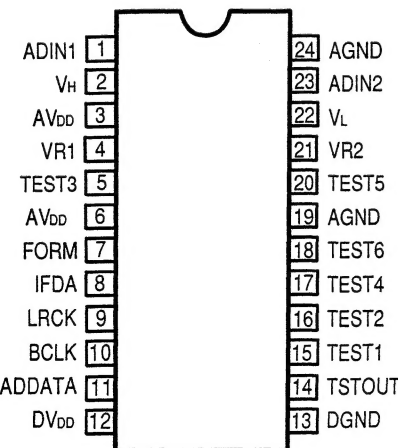 ADIN1 1
VH 2
AVDD 3
VR1 4
TEST3 5
AVDD 6
FORM 7
IFDA 8
LRCK 9
BCLK 10
ADDATA 11
DVDD 12
24 AGND
23 ADIN2
22 VL
21 VR2
20 TEST5
19 AGND
18 TEST6
17 TEST4
16 TEST2
15 TEST1
14 TSTOUT
13 DGND